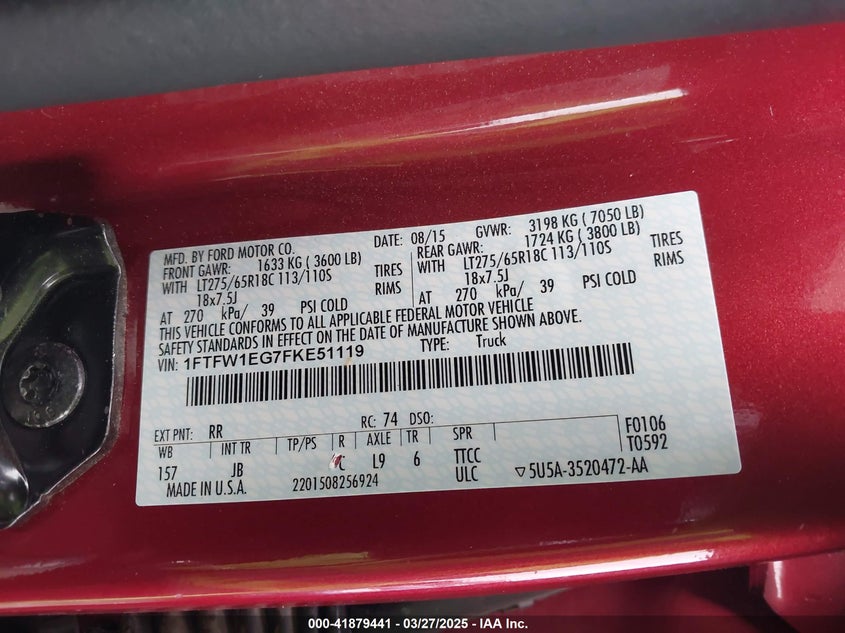 MFD. BY FORD MOTOR CO. DATE: 08/15 GVWR: 3198 KG ( 7050 LB)
FRONT GAWR: 1633 KG ( 3600 LB) REAR GAWR: 1724 KG ( 3800 LB)
WITH LT275/65R18C 113/110S TIRES WITH LT275/65R18C 113/110S TIRES
18x7.5J RIMS 18x7.5J RIMS
AT 270 kPa/ 39 PSI COLD AT 270 kPa/ 39 PSI COLD
THIS VEHICLE CONFORMS TO ALL APPLICABLE FEDERAL MOTOR VEHICLE
SAFETY STANDARDS IN EFFECT ON THE DATE OF MANUFACTURE SHOWN ABOVE.
VIN: 1FTFW1EG7FKE51119 TYPE: Truck
EXT PNT: RR RC: 74 DSO: F0106
WB INT TR TP/PS R AXLE TR SPR T0592
157 JB L9 6 TTCC
ULC 5U5A-3520472-AA
MADE IN U.S.A. 2201508256924
000-41879441 - 03/27/2025 - IAA Inc.